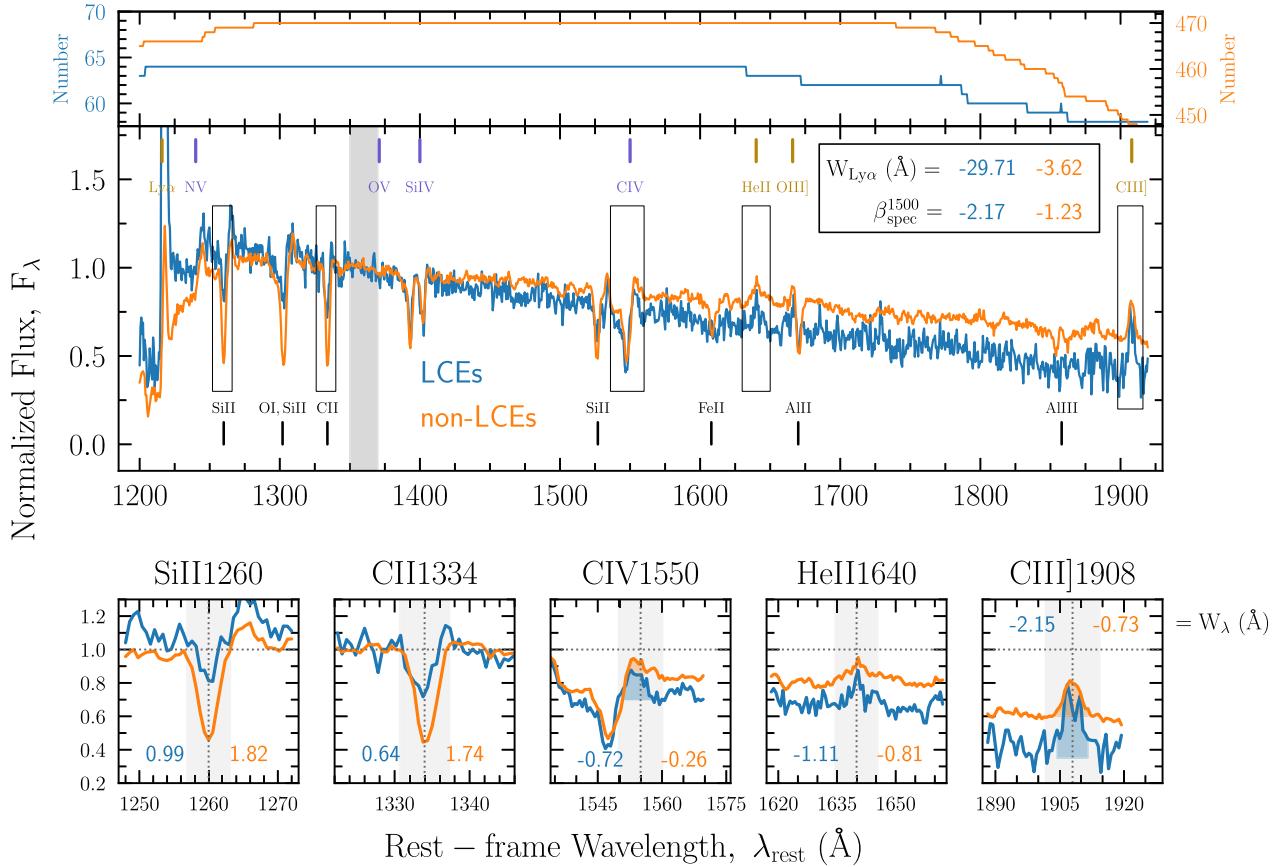 70
65
60
Number
470
460
450
Number
Lyα NV OV SiIV CIV HeII OIII] CIII]
W_Lyα (Å) = -29.71 -3.62
β^1500_spec = -2.17 -1.23
1.5
1.0
0.5
0.0
LCEs
non-LCEs
SiII OI, SiII CII SiII FeII AlII AlIII
1200 1300 1400 1500 1600 1700 1800 1900
Normalized Flux, F_λ
SiII1260 CII1334 CIV1550 HeII1640 CIII]1908
1.2
1.0
0.8
0.6
0.4
0.2
0.99 1.82
0.64 1.74
-0.72 -0.26
-1.11 -0.81
-2.15 -0.73
= W_λ (Å)
1250 1260 1270
1330 1340
1545 1560 1575
1620 1635 1650
1890 1905 1920
Rest − frame Wavelength, λ_rest (Å)